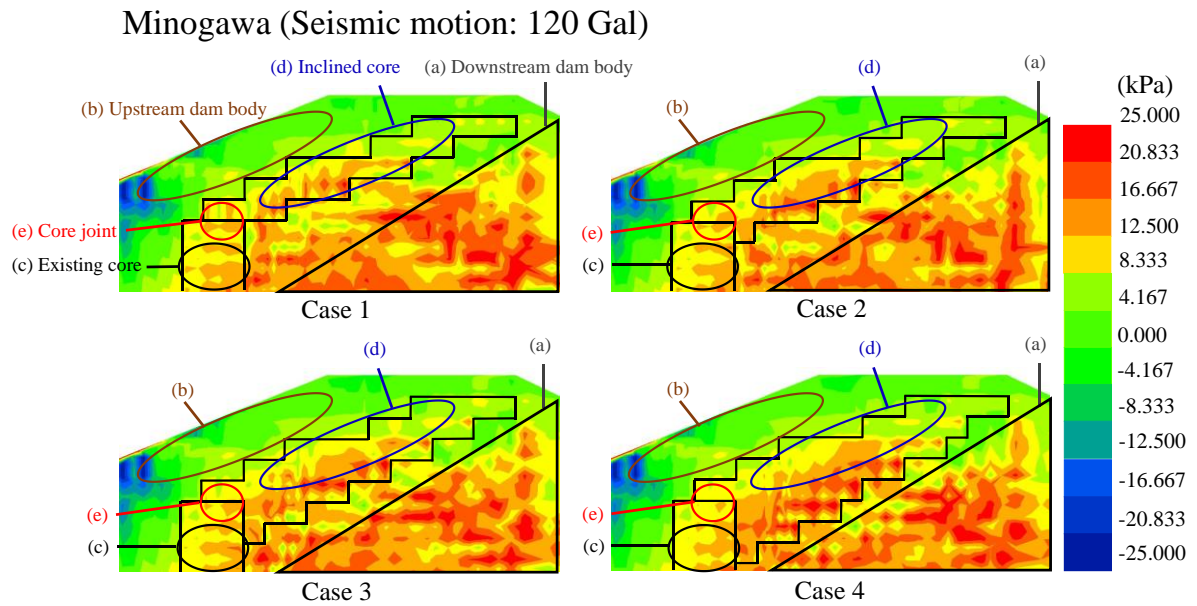 Minogawa (Seismic motion: 120 Gal)
(d) Inclined core
(a) Downstream dam body
(b) Upstream dam body
(e) Core joint
(c) Existing core
Case 1
(d)
(a)
(b)
(e)
(c)
Case 2
(d)
(a)
(b)
(e)
(c)
Case 3
(d)
(a)
(b)
(e)
(c)
Case 4
(kPa)
25.000
20.833
16.667
12.500
8.333
4.167
0.000
-4.167
-8.333
-12.500
-16.667
-20.833
-25.000